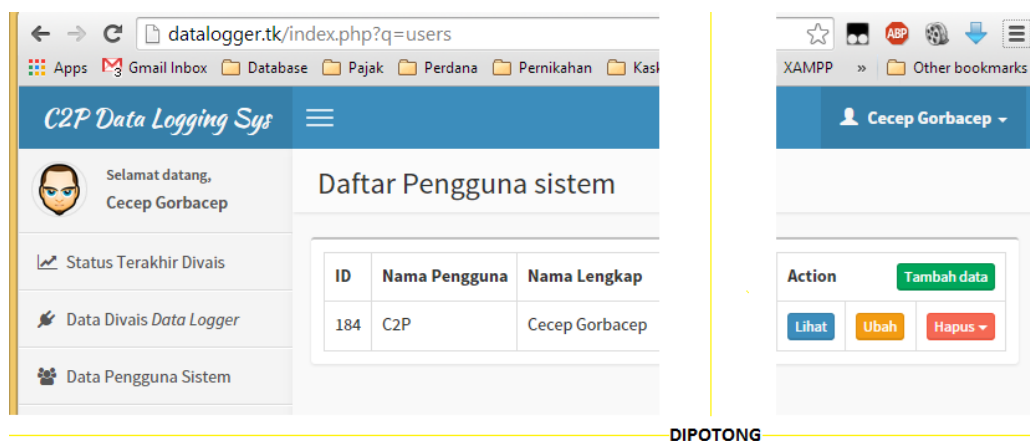 datalogger.tk/index.php?q=users ABP
Apps Gmail Inbox Database Pajak Perdana Pernikahan Kask XAMPP » Other bookmarks
C2P Data Logging Sys Cecep Gorbacep
Selamat datang,
Cecep Gorbacep
Daftar Pengguna sistem
Status Terakhir Divais
Data Divais Data Logger
Data Pengguna Sistem
ID Nama Pengguna Nama Lengkap Action Tambah data
184 C2P Cecep Gorbacep Lihat Ubah Hapus
DIPOTONG